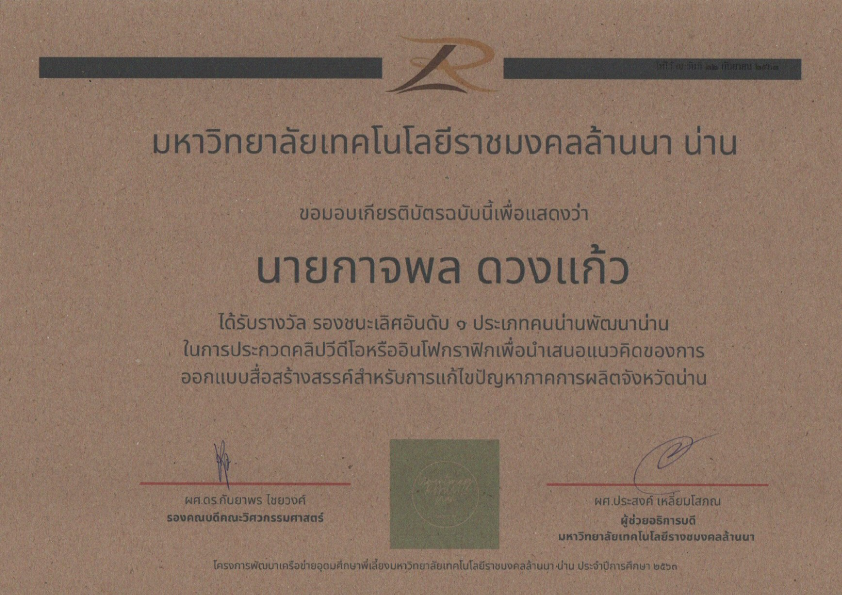 มหาวิทยาลัยเทคโนโลยีราชมงคลล้านนา น่าน
ขอมอบเกียรติบัตรฉบับนี้เพื่อแสดงว่า
นายกาจพล ดวงแก้ว
ได้รับรางวัล รองชนะเลิศอันดับ ๑ ประเภทคนน่านพัฒนาน่าน
ในการประกวดคลิปวีดีโอหรืออินโฟกราฟิกเพื่อนำเสนอแนวคิดของการ
ออกแบบสื่อสร้างสรรค์สำหรับการแก้ไขปัญหาภาคการผลิตจังหวัดน่าน
ผศ.ดร.กันยาพร ไชยวงศ์
รองคณบดีคณะวิศวกรรมศาสตร์
ผศ.ประสงค์ เหลี่ยมโสภณ
ผู้ช่วยอธิการบดี
มหาวิทยาลัยเทคโนโลยีราชมงคลล้านนา
โครงการพัฒนาเครือข่ายอุดมศึกษาพี่เลี้ยงมหาวิทยาลัยเทคโนโลยีราชมงคลล้านนา น่าน ประจำปีการศึกษา ๒๕๖๓